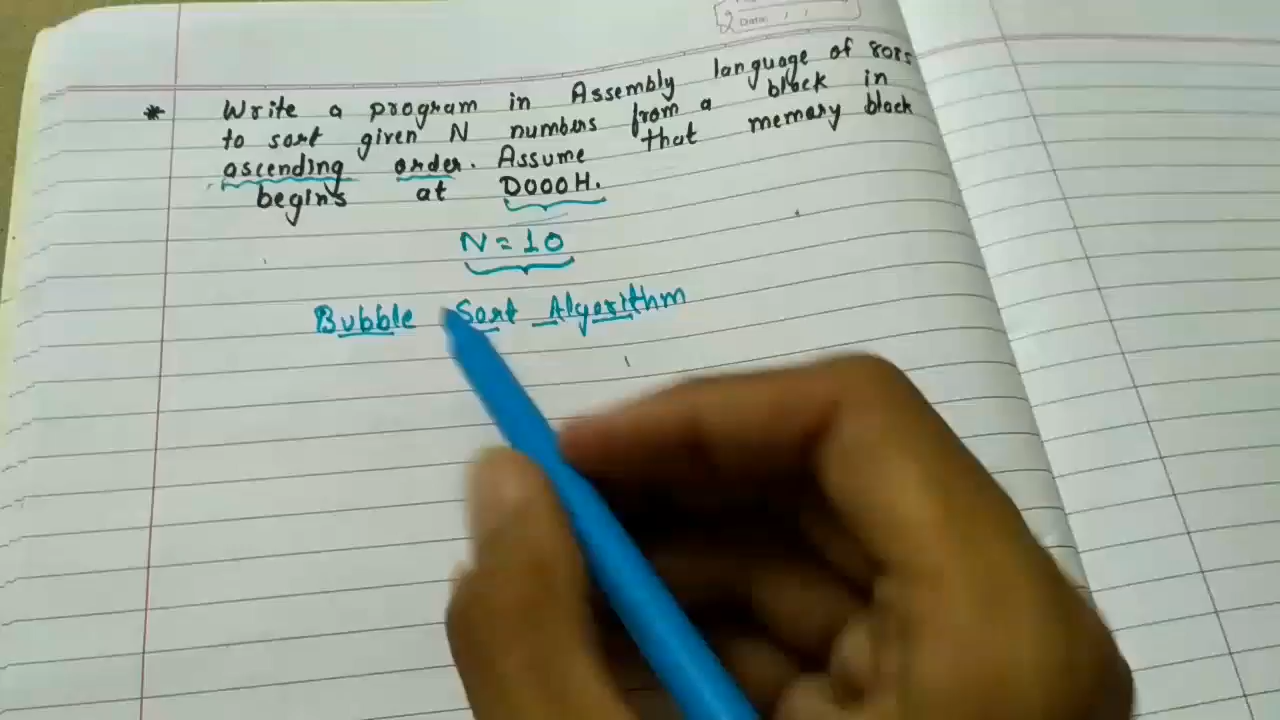 Date: / /
* Write a program in Assembly language of 8085
to sort given N numbers from a block in
ascending order. Assume that memory block
begins at D000H.
N = 10
Bubble Sort Algorithm